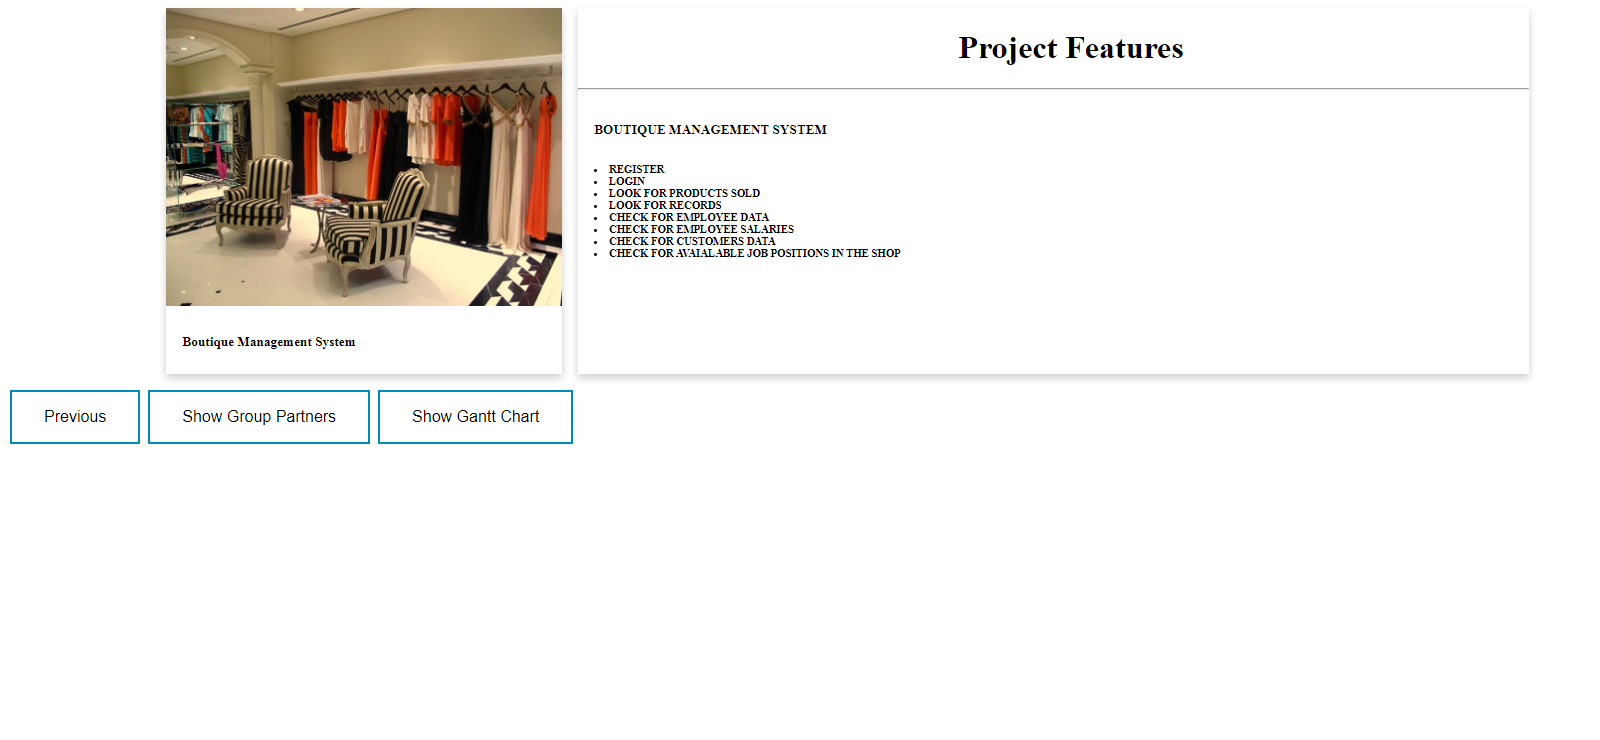 Project Features
BOUTIQUE MANAGEMENT SYSTEM
REGISTER
LOGIN
LOOK FOR PRODUCTS SOLD
LOOK FOR RECORDS
CHECK FOR EMPLOYEE DATA
CHECK FOR EMPLOYEE SALARIES
CHECK FOR CUSTOMERS DATA
CHECK FOR AVAIALABLE JOB POSITIONS IN THE SHOP
Boutique Management System
Previous
Show Group Partners
Show Gantt Chart